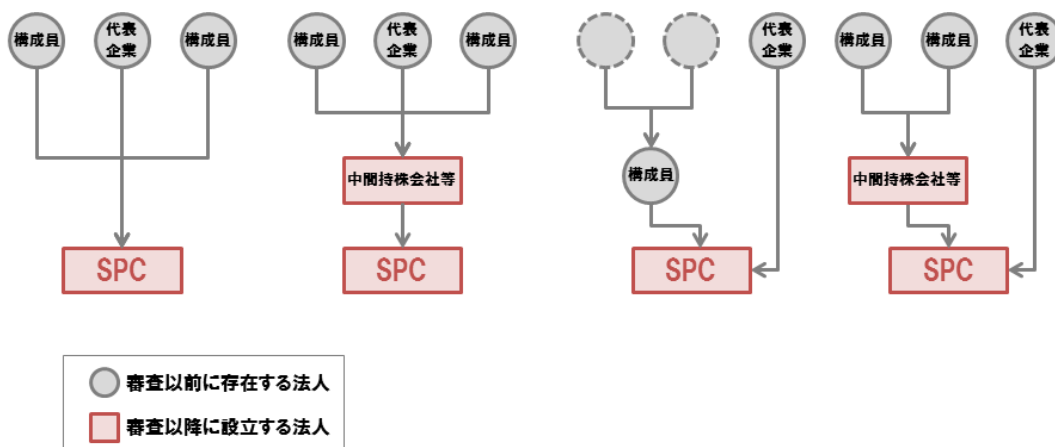 構成員
代表
企業
構成員
SPC
構成員
代表
企業
構成員
中間持株会社等
SPC
代表
企業
構成員
SPC
構成員
構成員
代表
企業
中間持株会社等
SPC
審査以前に存在する法人
審査以降に設立する法人